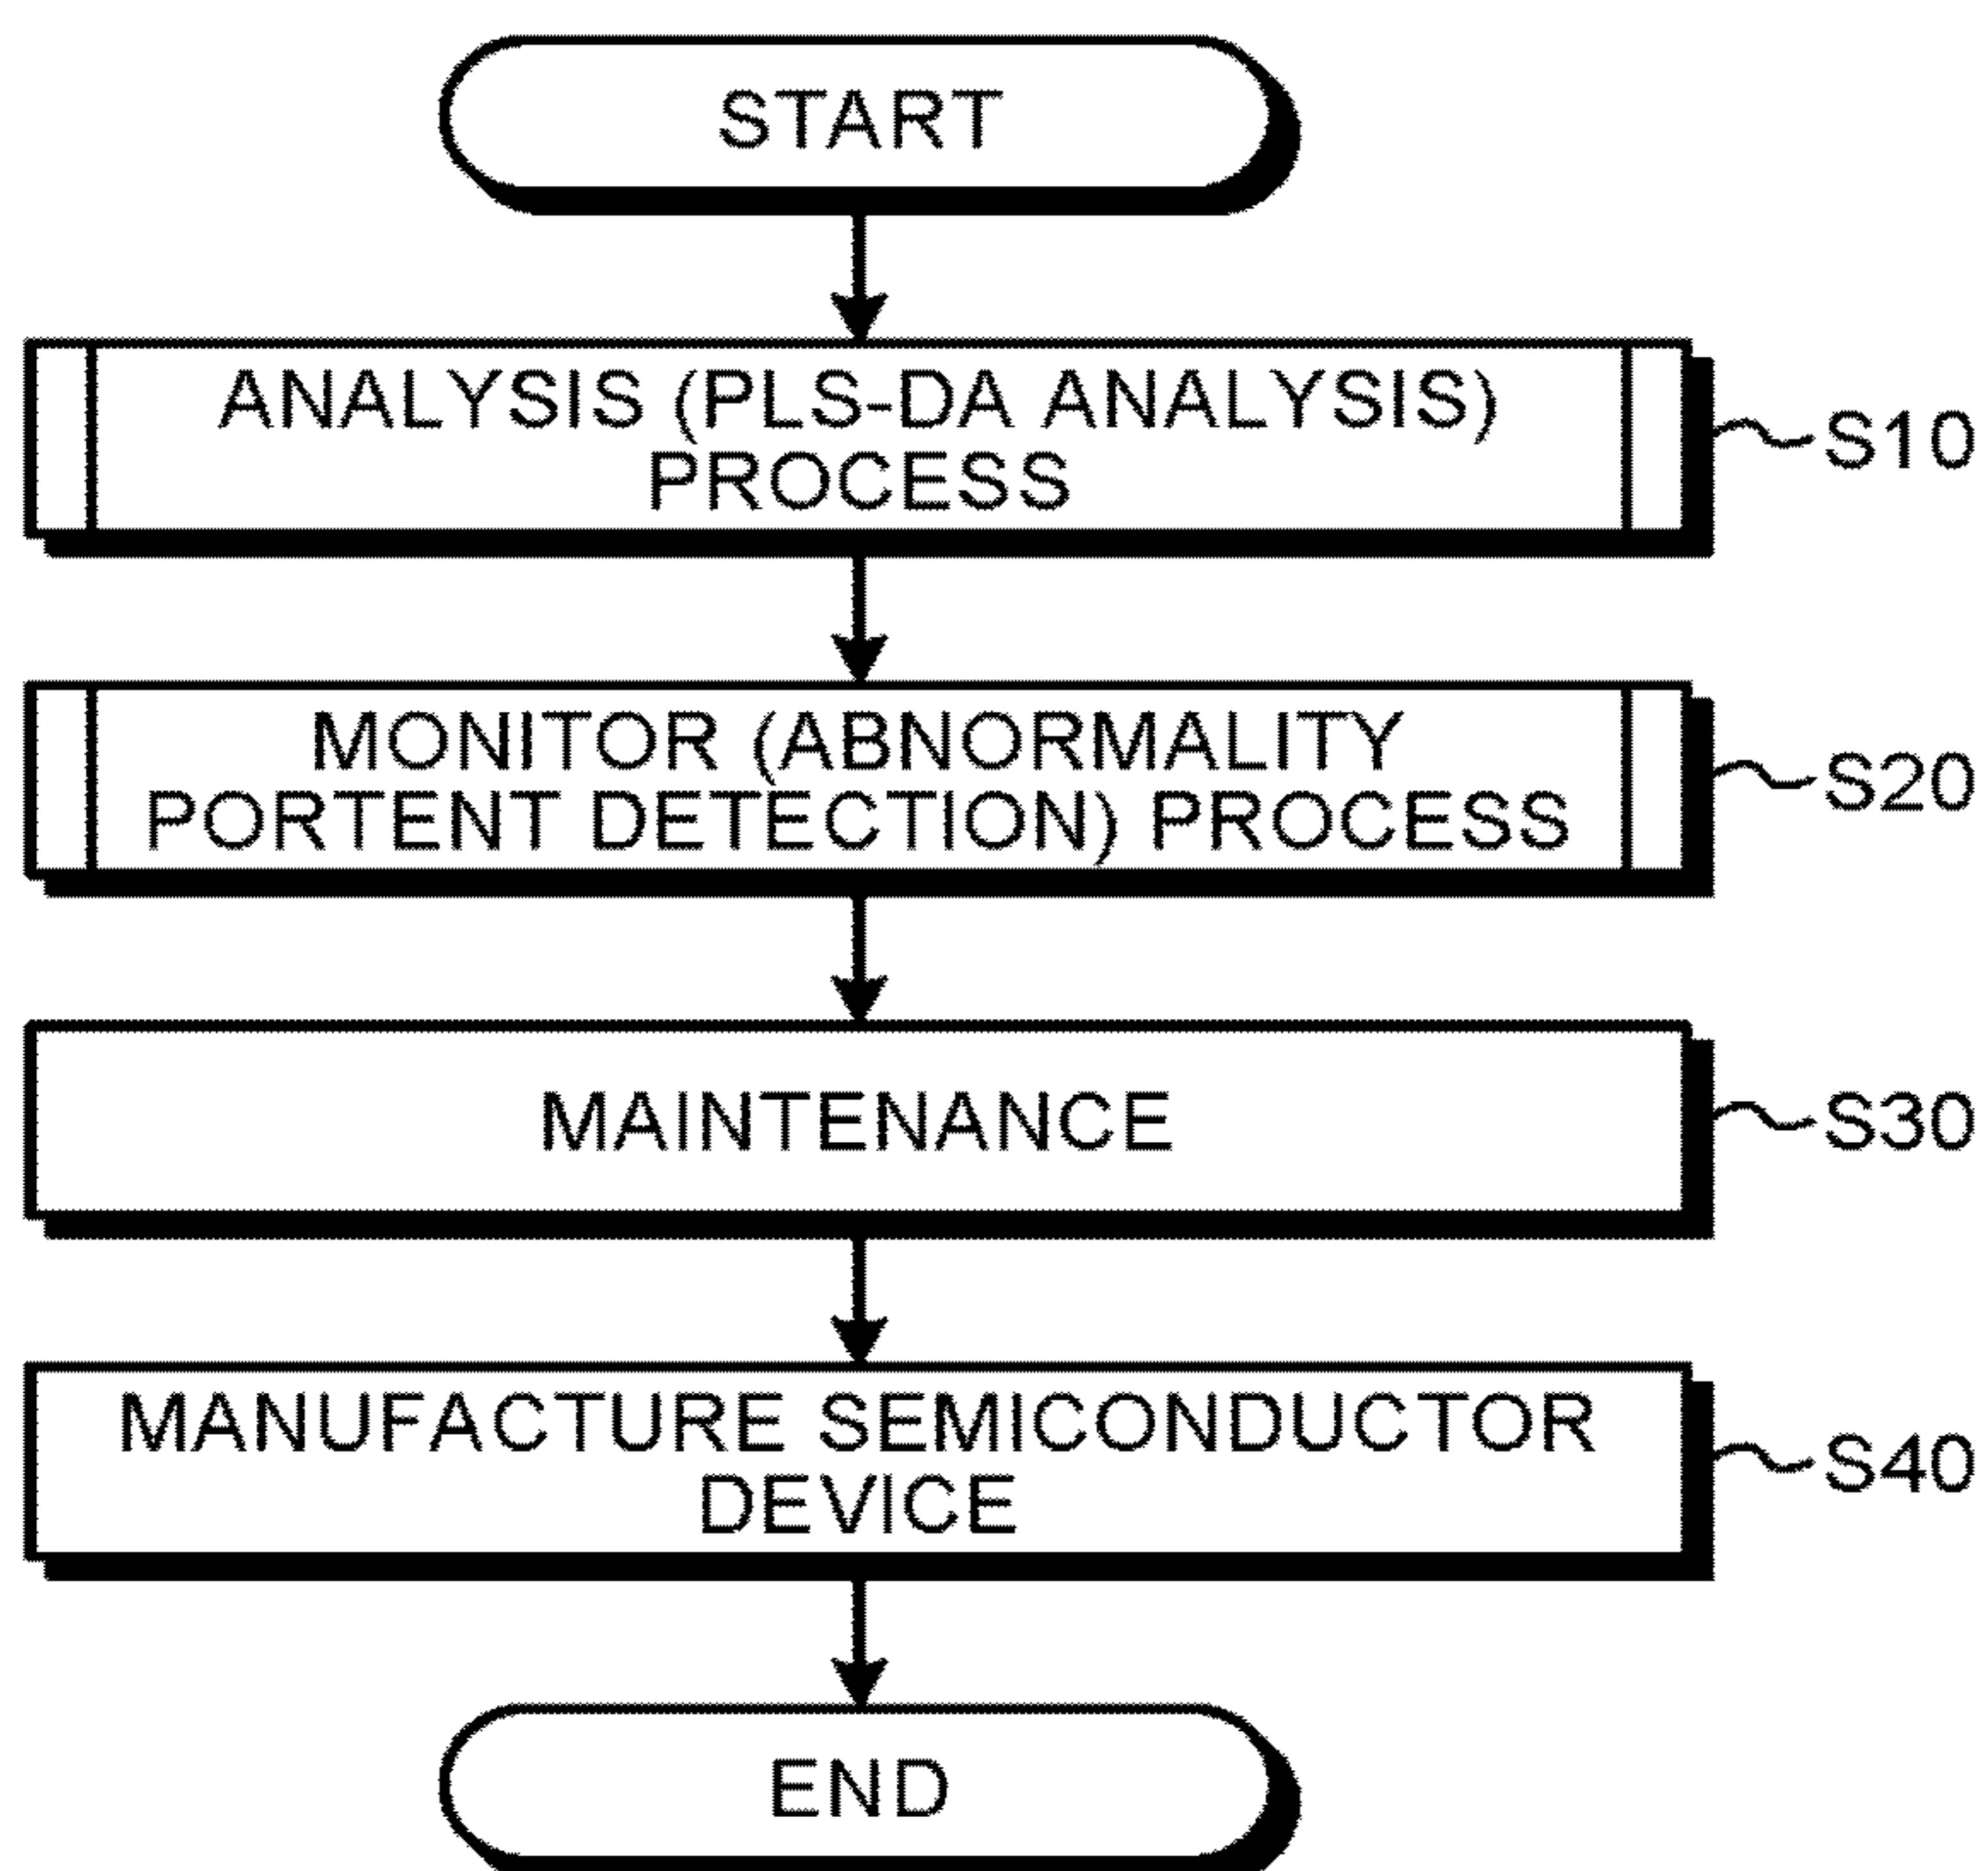 START
ANALYSIS (PLS-DA ANALYSIS)
PROCESS
S10
MONITOR (ABNORMALITY
PORTENT DETECTION) PROCESS
S20
MAINTENANCE
S30
MANUFACTURE SEMICONDUCTOR
DEVICE
S40
END